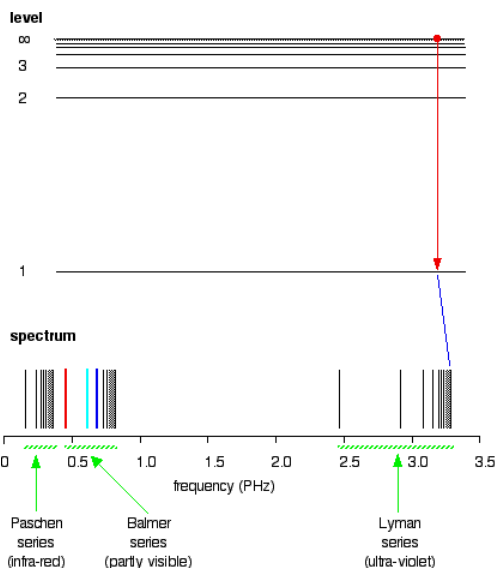 level
∞
3
2
1
spectrum
0 0.5 1.0 1.5 2.0 2.5 3.0 3.5
frequency (PHz)
Paschen
series
(infra-red)
Balmer
series
(partly visible)
Lyman
series
(ultra-violet)